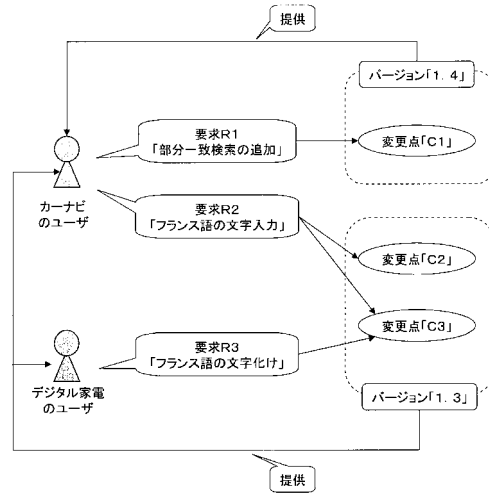 提供
バージョン「1.4」
要求R1
「部分一致検索の追加」
変更点「C1」
カーナビ
のユーザ
要求R2
「フランス語の文字入力」
変更点「C2」
変更点「C3」
要求R3
「フランス語の文字化け」
デジタル家電
のユーザ
バージョン「1.3」
提供